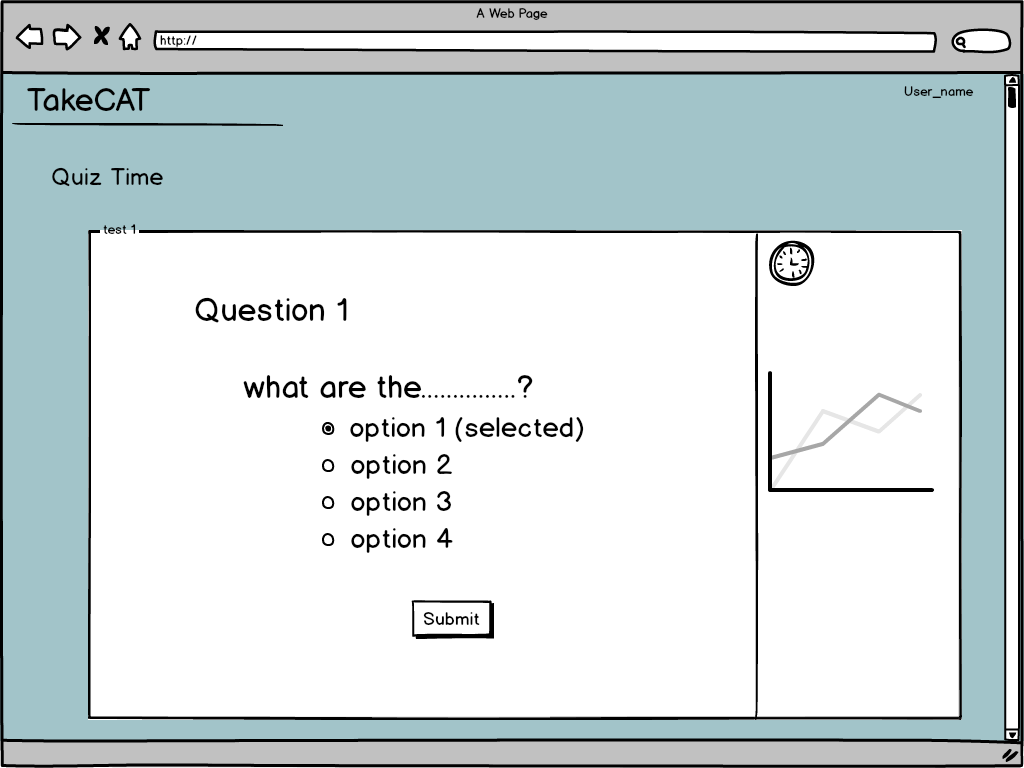 A Web Page
http://
TakeCAT
User_name
Quiz Time
test 1
Question 1
what are the...............?
option 1 (selected)
option 2
option 3
option 4
Submit